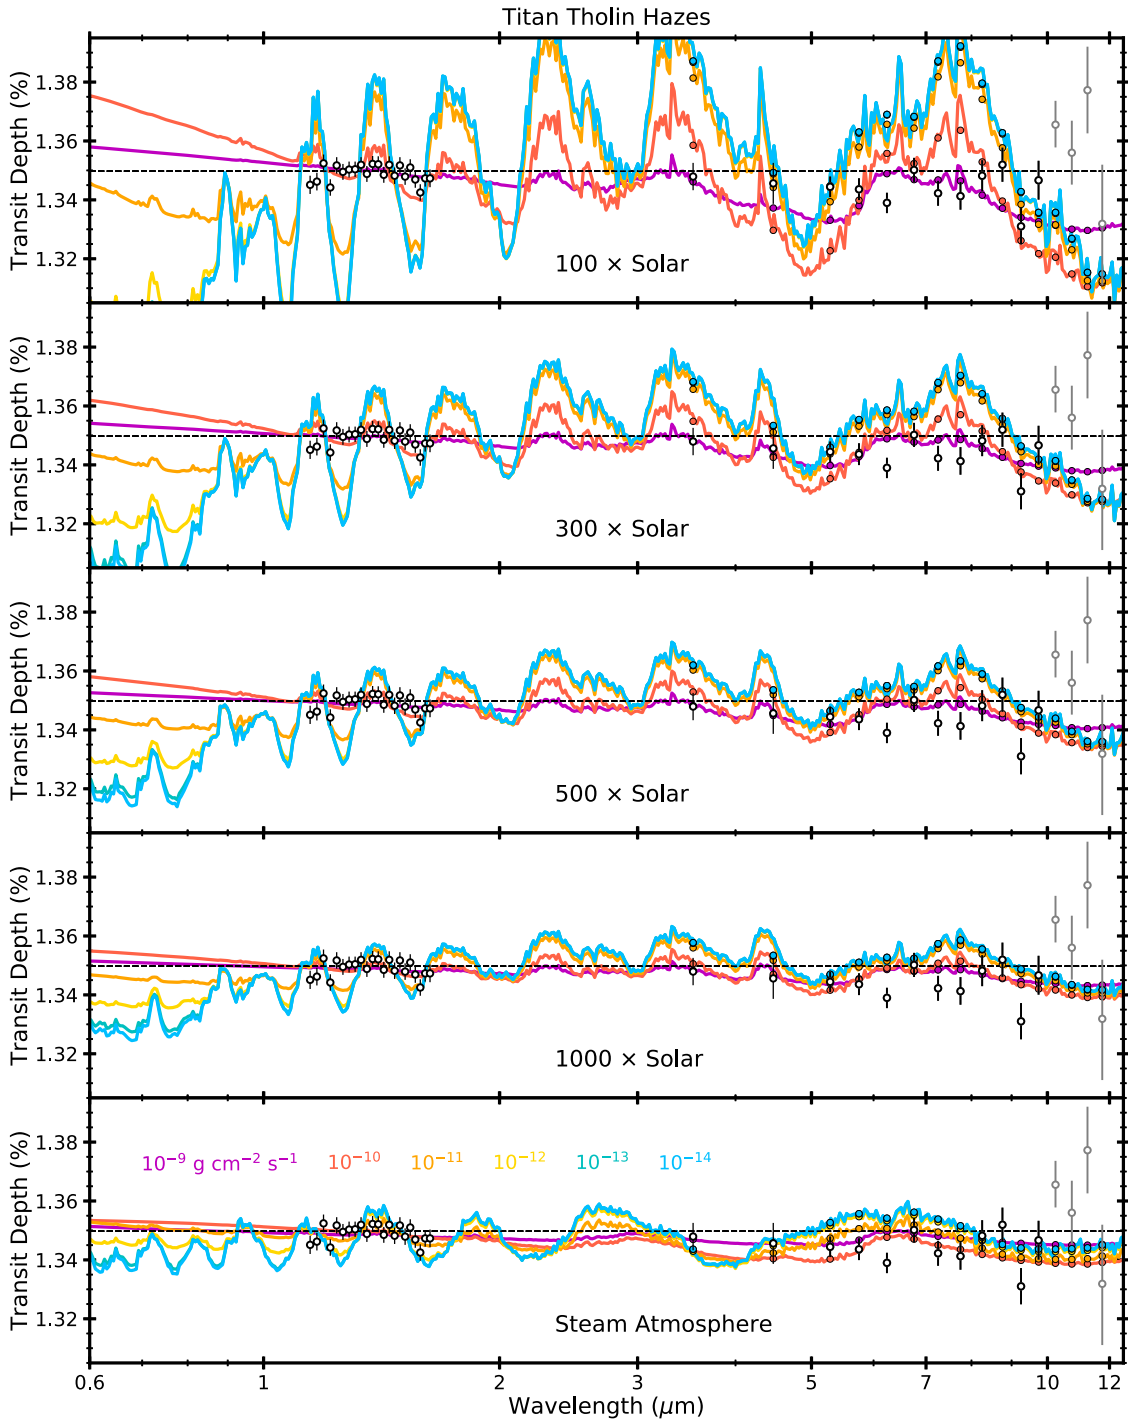 Titan Tholin Hazes
Transit Depth (%)
1.38
1.36
1.34
1.32
100 × Solar
Transit Depth (%)
1.38
1.36
1.34
1.32
300 × Solar
Transit Depth (%)
1.38
1.36
1.34
1.32
500 × Solar
Transit Depth (%)
1.38
1.36
1.34
1.32
1000 × Solar
Transit Depth (%)
1.38
1.36
1.34
1.32
10⁻⁹ g cm⁻² s⁻¹ 10⁻¹⁰ 10⁻¹¹ 10⁻¹² 10⁻¹³ 10⁻¹⁴
Steam Atmosphere
0.6 1 2 3 5 7 10 12
Wavelength (μm)